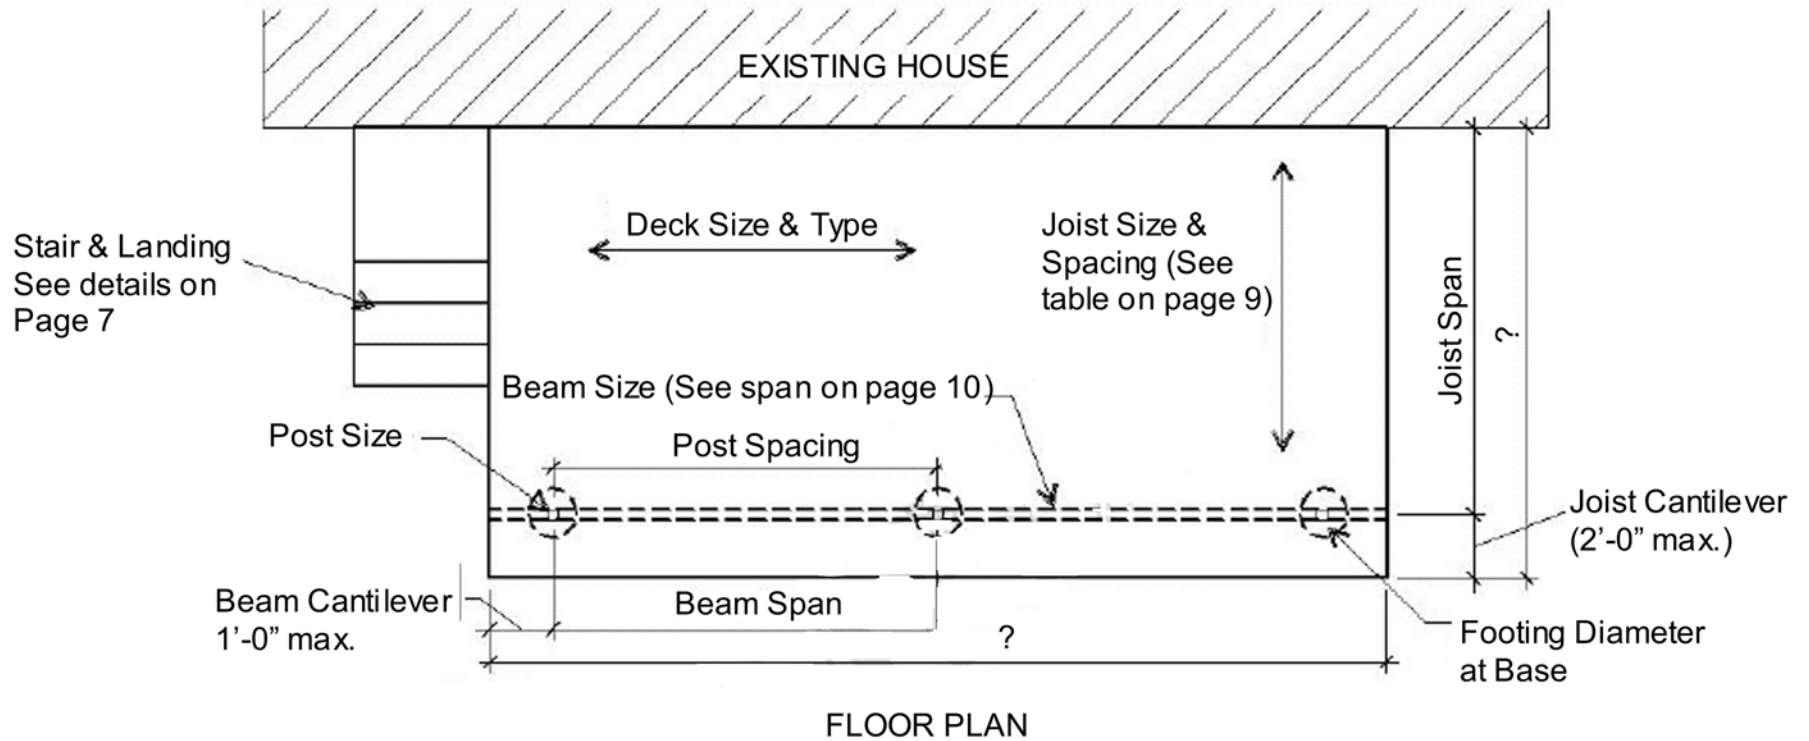 EXISTING HOUSE
Deck Size & Type
Joist Size &
Spacing (See
table on page 9)
Stair & Landing
See details on
Page 7
Joist Span
?
Beam Size (See span on page 10)
Post Size
Post Spacing
Joist Cantilever
(2’-0” max.)
Beam Cantilever
1’-0” max.
Beam Span
?
Footing Diameter
at Base
FLOOR PLAN